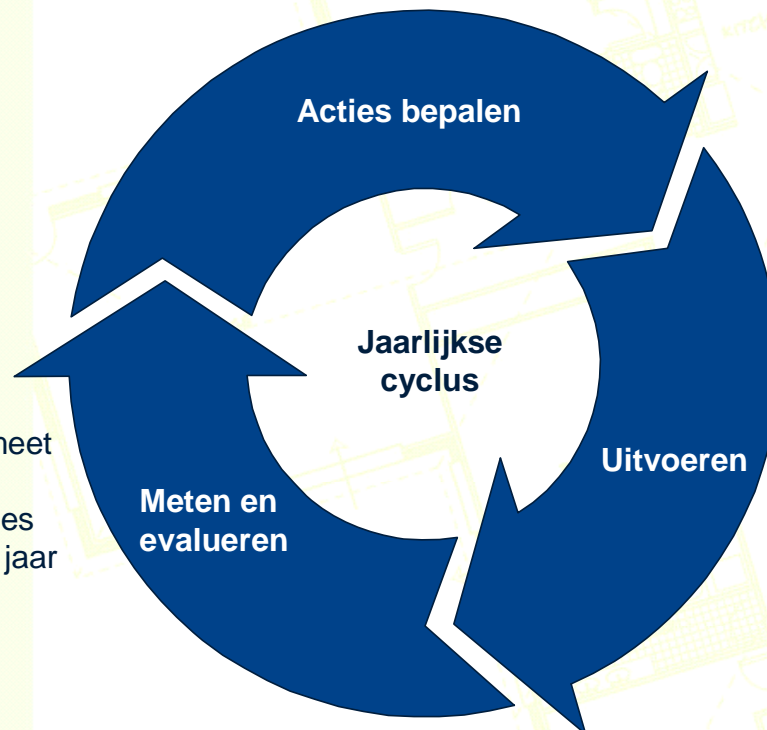 Acties bepalen
Jaarlijkse
cyclus
Uitvoeren
Meten en
evalueren
jaar